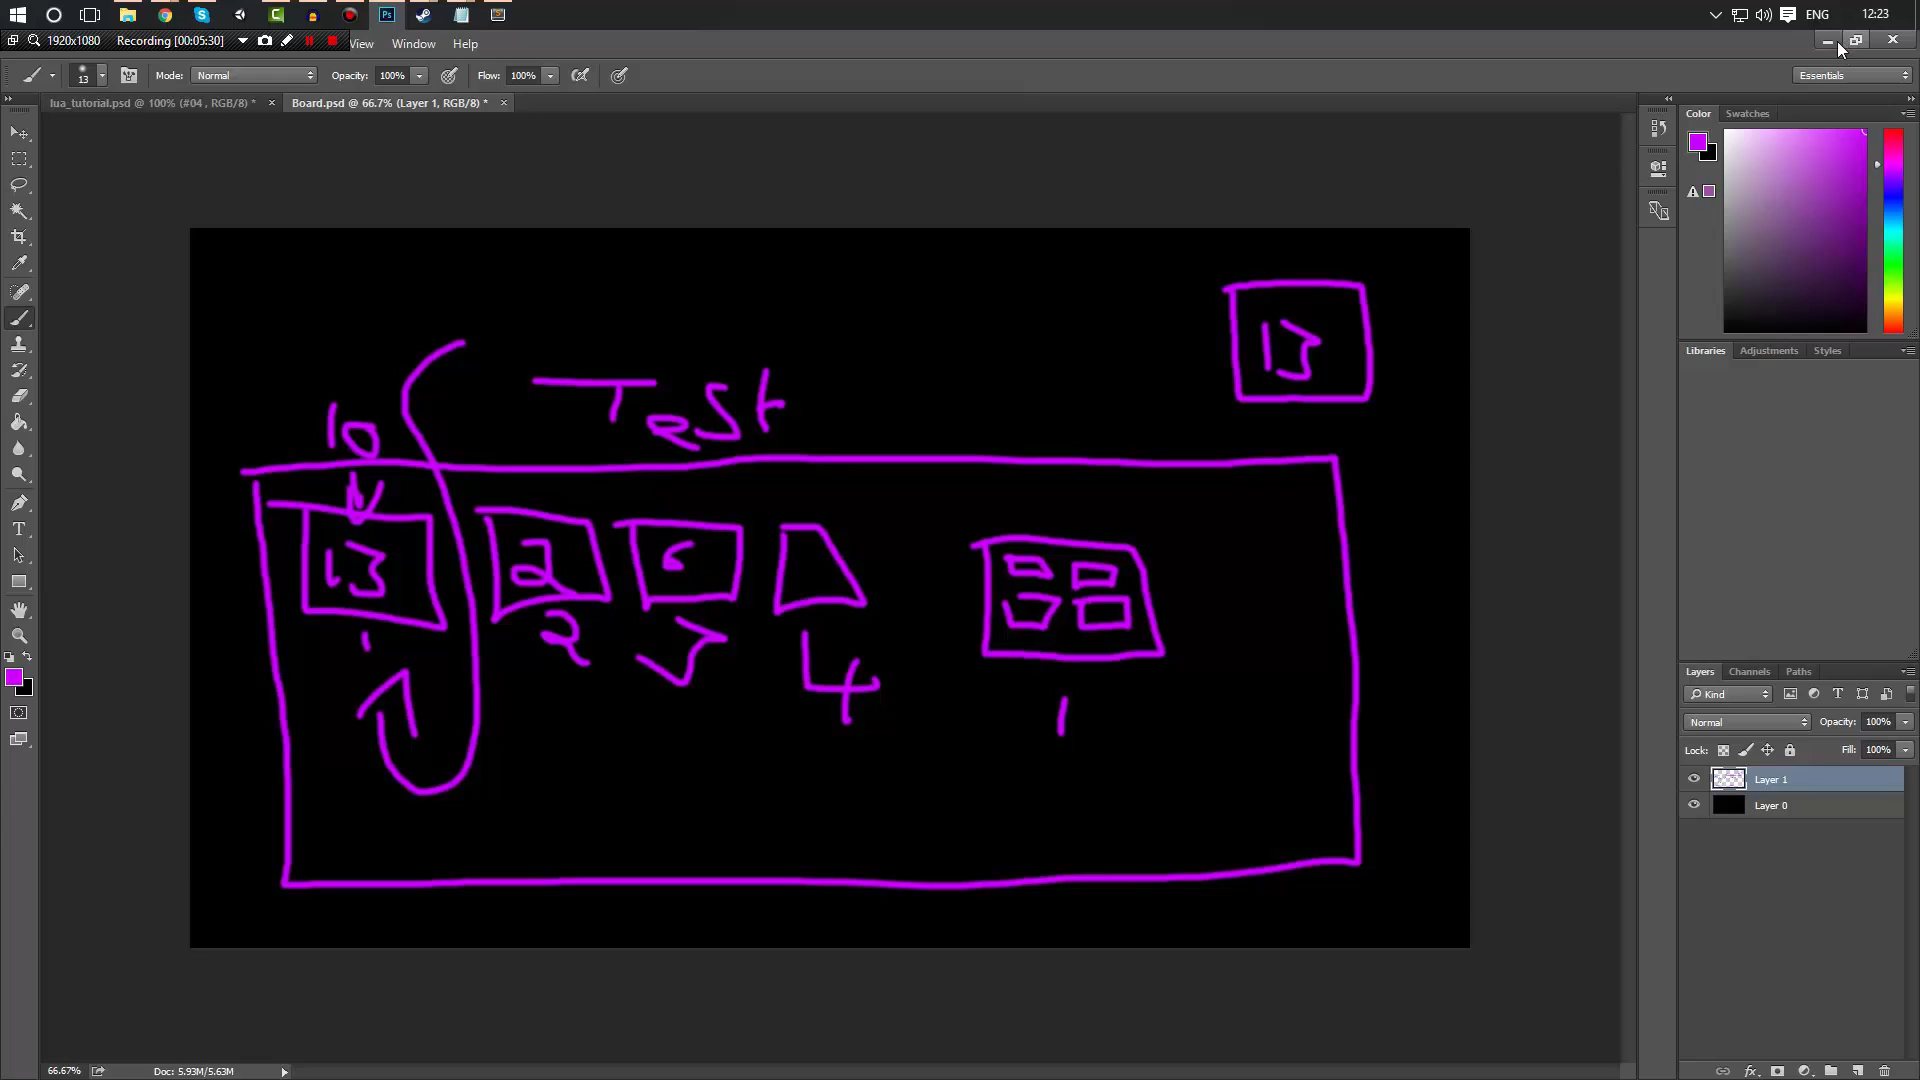 ENG
12:23
1920x1080
Recording [00:05:30]
View
Window
Help
13
Mode:
Normal
Opacity:
100%
Flow:
100%
Essentials
lua_tutorial.psd @ 100% (#04 , RGB/8) *
Board.psd @ 66.7% (Layer 1, RGB/8) *
Color
Swatches
Libraries
Adjustments
Styles
13
Test
10
13
2
1
2
3
4
1
Layers
Channels
Paths
Kind
Normal
Opacity:
100%
Lock:
Fill:
100%
Layer 1
Layer 0
66.67%
Doc: 5.93M/5.63M